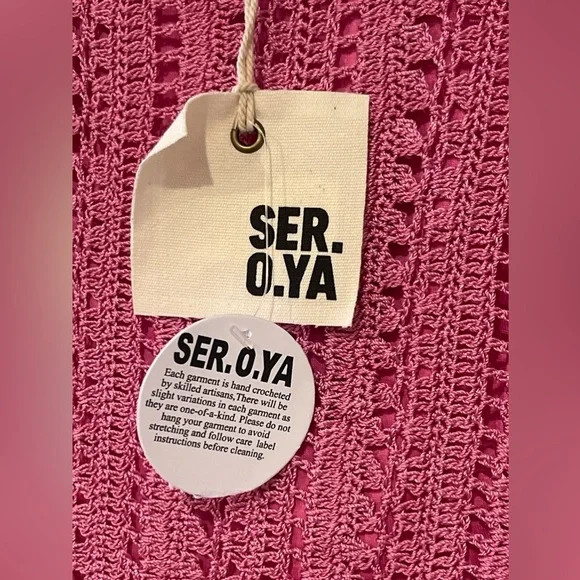 SER.
O.YA
SER.O.YA
Each garment is hand crocheted
by skilled artisans,There will be
slight variations in each garment as
they are one-of-a-kind. Please do not
hang your garment to avoid
stretching and follow care label
instructions before cleaning.